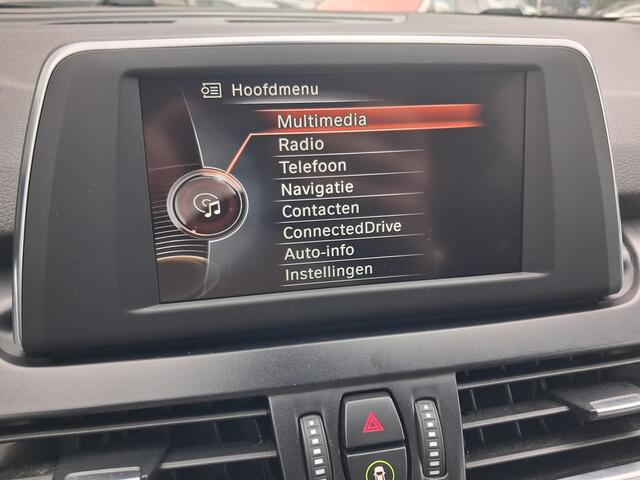 Hoofdmenu
Multimedia
Radio
Telefoon
Navigatie
Contacten
ConnectedDrive
Auto-info
Instellingen